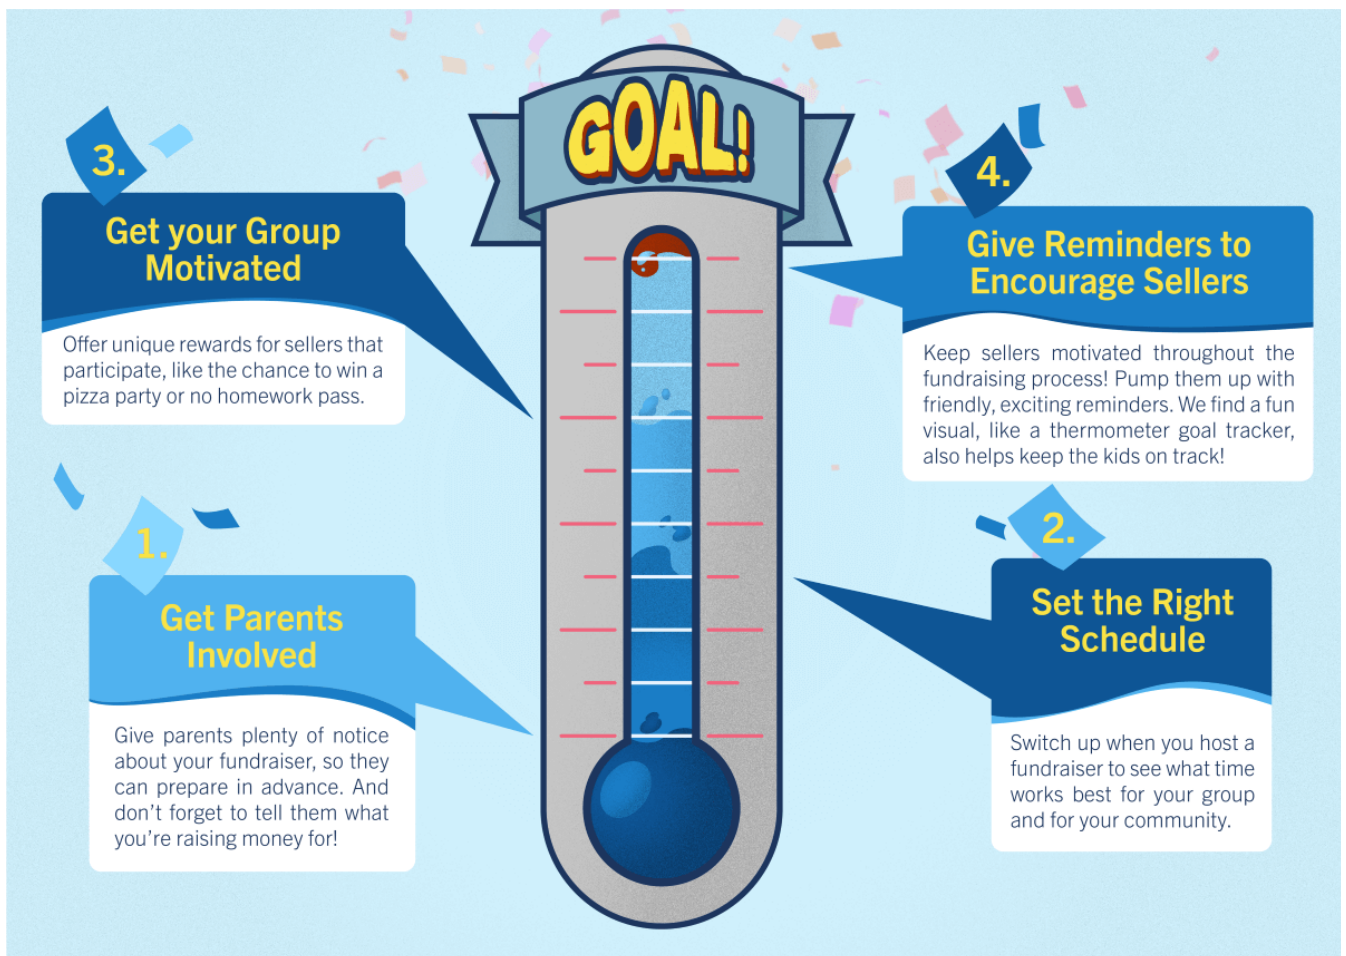 GOAL!
3.
Get your Group
Motivated
Offer unique rewards for sellers that
participate, like the chance to win a
pizza party or no homework pass.
4.
Give Reminders to
Encourage Sellers
Keep sellers motivated throughout the
fundraising process! Pump them up with
friendly, exciting reminders. We find a fun
visual, like a thermometer goal tracker,
also helps keep the kids on track!
1.
Get Parents
Involved
Give parents plenty of notice
about your fundraiser, so they
can prepare in advance. And
don't forget to tell them what
you're raising money for!
2.
Set the Right
Schedule
Switch up when you host a
fundraiser to see what time
works best for your group
and for your community.